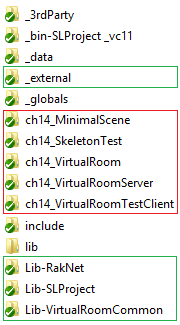 _3rdParty
_bin-SLProject _vc11
_data
_external
_globals
ch14_MinimalScene
ch14_SkeletonTest
ch14_VirtualRoom
ch14_VirtualRoomServer
ch14_VirtualRoomTestClient
include
lib
Lib-RakNet
Lib-SLProject
Lib-VirtualRoomCommon